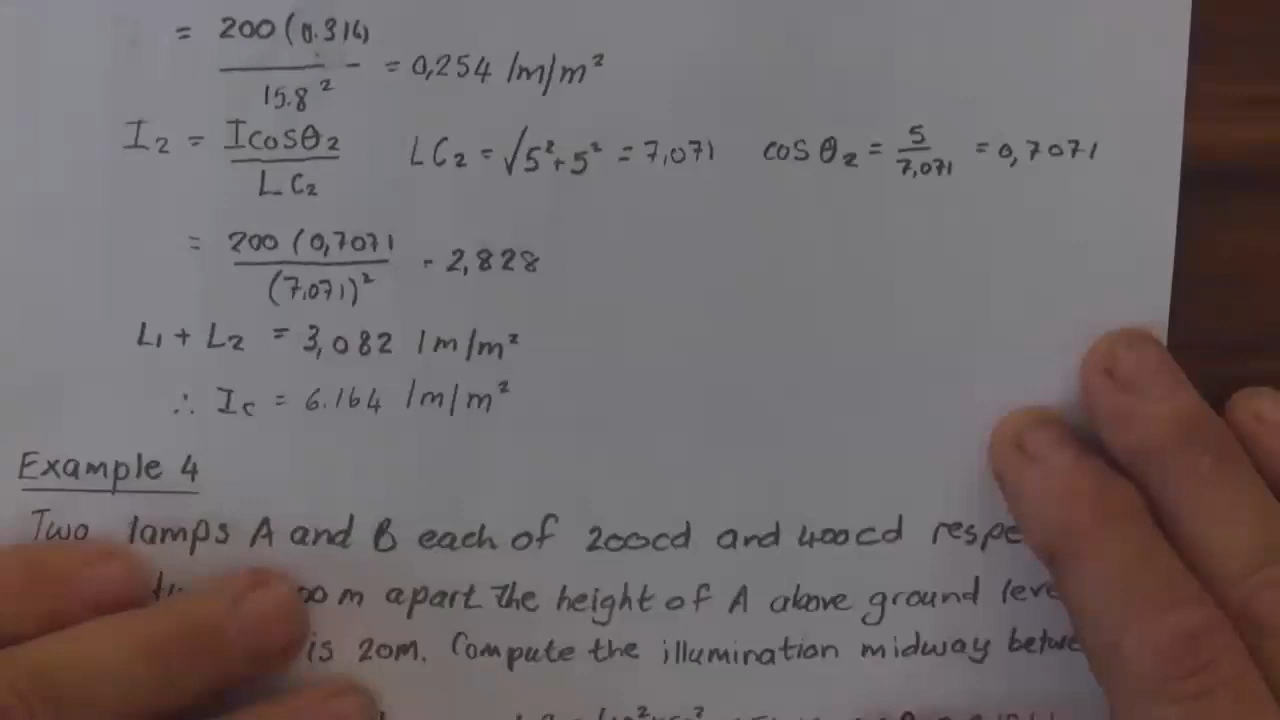 = 200 (0.316)
15.8² = 0,254 lm/m²
I2 = Icosθ2 / LC2 LC2 = √5²+5² = 7,071 cos θ2 = 5/7,071 = 0,7071
= 200 (0,7071 / (7,071)² - 2,828
L1 + L2 = 3,082 lm/m²
∴ Ic = 6.164 lm/m²
Example 4
Two lamps A and B each of 200cd and 400cd
m apart the height of A above ground
is 20m. Compute the illumination midway